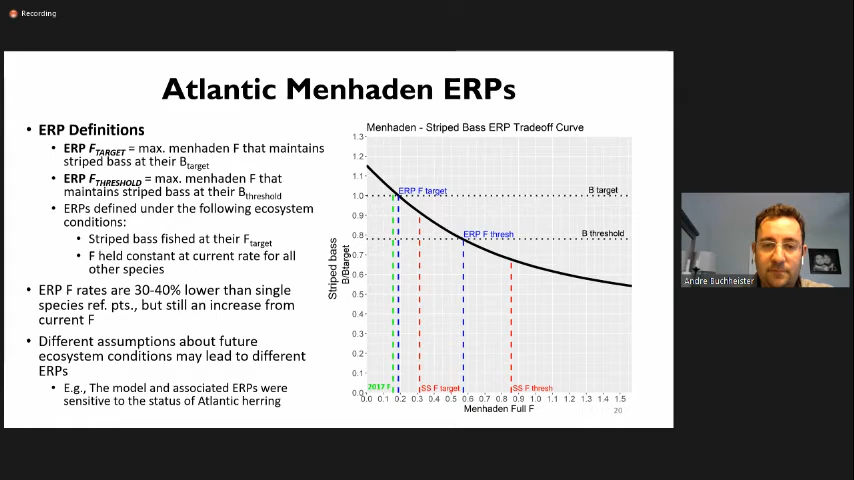 Recording
Atlantic Menhaden ERPs
• ERP Definitions
• ERP F_TARGET = max. menhaden F that maintains
striped bass at their B_target
• ERP F_THRESHOLD = max. menhaden F that
maintains striped bass at their B_threshold
• ERPs defined under the following ecosystem
conditions:
• Striped bass fished at their F_target
• F held constant at current rate for all
other species
• ERP F rates are 30-40% lower than single
species ref. pts., but still an increase from
current F
• Different assumptions about future
ecosystem conditions may lead to different
ERPs
• E.g., The model and associated ERPs were
sensitive to the status of Atlantic herring
Menhaden - Striped Bass ERP Tradeoff Curve
Striped bass
B/Btarget
1.3
1.2
1.1
1.0
0.9
0.8
0.7
0.6
0.5
0.4
0.3
0.2
0.1
0.0
ERP F target
B target
ERP F thresh
B threshold
2017 F
SS F target
SS F thresh
0.0 0.1 0.2 0.3 0.4 0.5 0.6 0.7 0.8 0.9 1.0 1.1 1.2 1.3 1.4 1.5
Menhaden Full F
20
Andre Buchheister